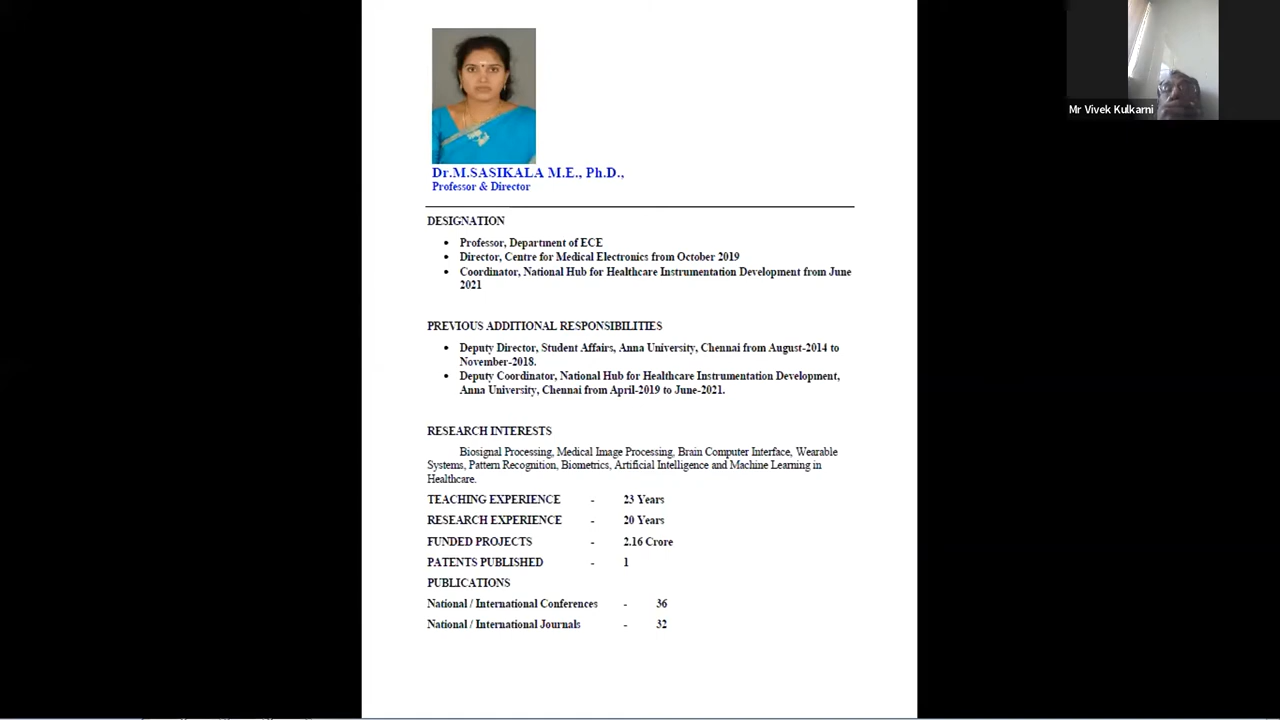 Mr Vivek Kulkarni
Dr.M.SASIKALA M.E., Ph.D.,
Professor & Director
DESIGNATION
• Professor, Department of ECE
• Director, Centre for Medical Electronics from October 2019
• Coordinator, National Hub for Healthcare Instrumentation Development from June
2021
PREVIOUS ADDITIONAL RESPONSIBILITIES
• Deputy Director, Student Affairs, Anna University, Chennai from August-2014 to
November-2018.
• Deputy Coordinator, National Hub for Healthcare Instrumentation Development,
Anna University, Chennai from April-2019 to June-2021.
RESEARCH INTERESTS
Biosignal Processing, Medical Image Processing, Brain Computer Interface, Wearable
Systems, Pattern Recognition, Biometrics, Artificial Intelligence and Machine Learning in
Healthcare.
TEACHING EXPERIENCE - 23 Years
RESEARCH EXPERIENCE - 20 Years
FUNDED PROJECTS - 2.16 Crore
PATENTS PUBLISHED - 1
PUBLICATIONS
National / International Conferences - 36
National / International Journals - 32